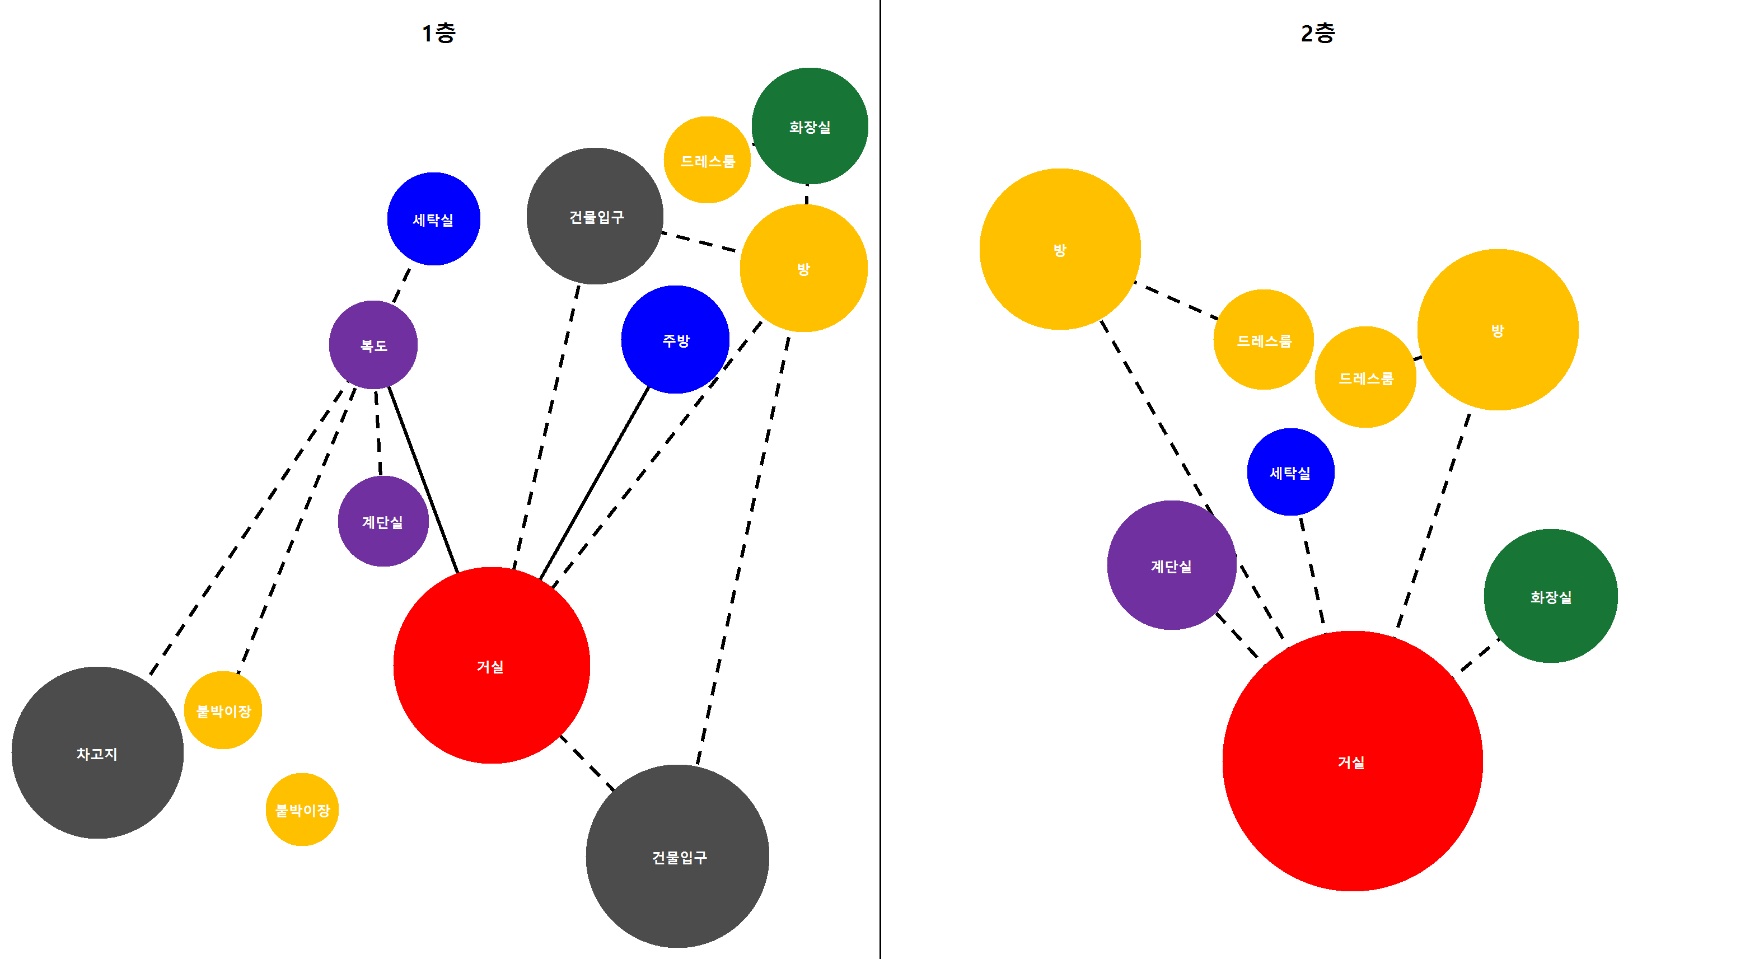 1층
화장실
드레스룸
건물입구
세탁실
방
주방
복도
계단실
거실
붙박이장
차고지
붙박이장
건물입구
2층
방
방
드레스룸
드레스룸
세탁실
계단실
화장실
거실